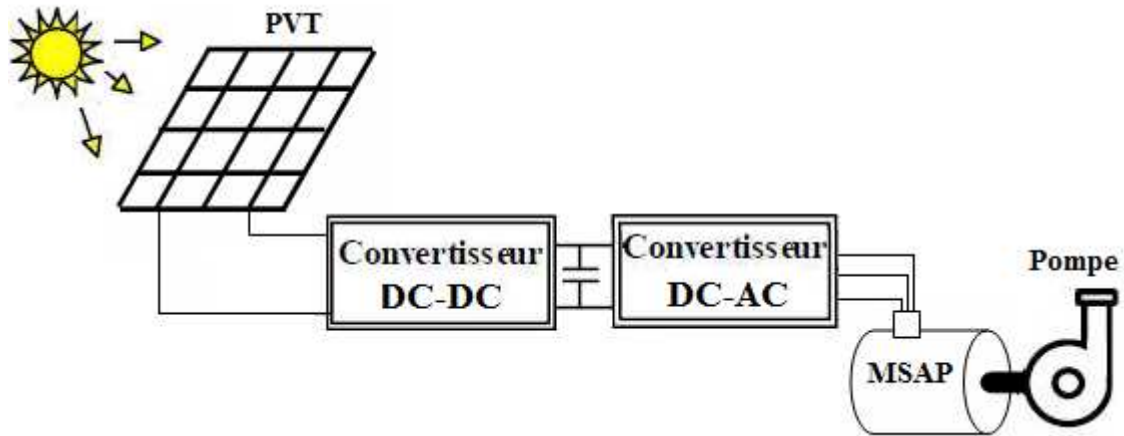 PVT
Convertisseur
DC-DC
Convertisseur
DC-AC
Pompe
MSAP